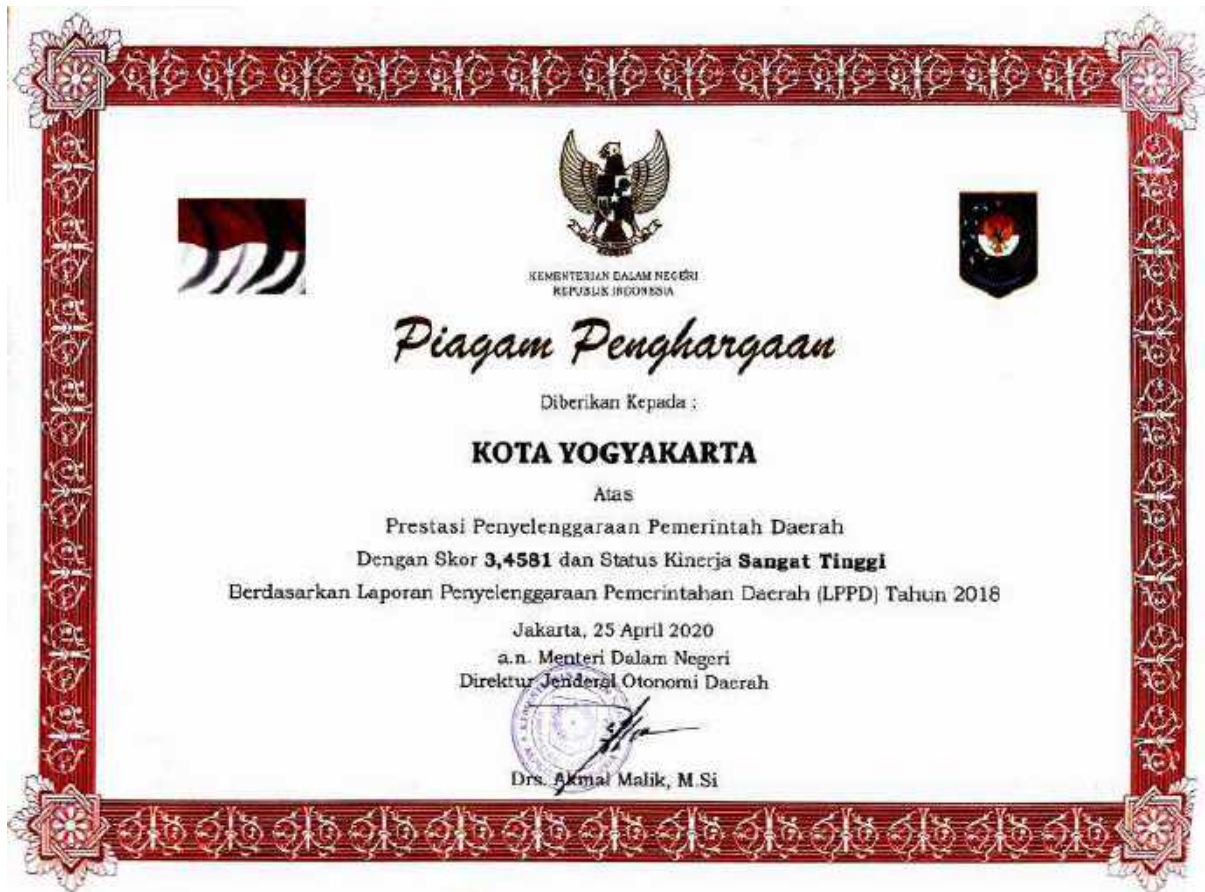 KEMENTERIAN DALAM NEGERI
REPUBLIK INDONESIA
Piagam Penghargaan
Diberikan Kepada :
KOTA YOGYAKARTA
Atas
Prestasi Penyelenggaraan Pemerintah Daerah
Dengan Skor 3,4581 dan Status Kinerja Sangat Tinggi
Berdasarkan Laporan Penyelenggaraan Pemerintahan Daerah (LPPD) Tahun 2018
Jakarta, 25 April 2020
a.n. Menteri Dalam Negeri
Direktur Jenderal Otonomi Daerah
Drs. Akmal Malik, M.Si